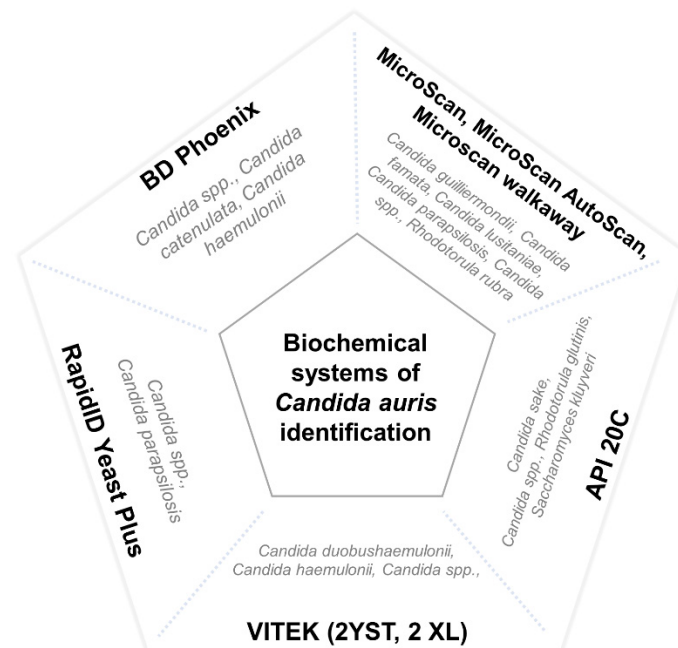 MicroScan, MicroScan AutoScan,
Microscan walkaway
Candida guilliermondii, Candida
famata, Candida lusitaniae,
Candida parapsilosis, Candida
spp., Rhodotorula rubra
BD Phoenix
Candida spp., Candida
catenulata, Candida
haemulonii
Biochemical
systems of
Candida auris
identification
RapidID Yeast Plus
Candida spp.,
Candida parapsilosis
API 20C
Candida sake,
Candida spp., Rhodotorula glutinis,
Saccharomyces kluyveri
Candida duobushaemulonii,
Candida haemulonii, Candida spp.,
VITEK (2YST, 2 XL)